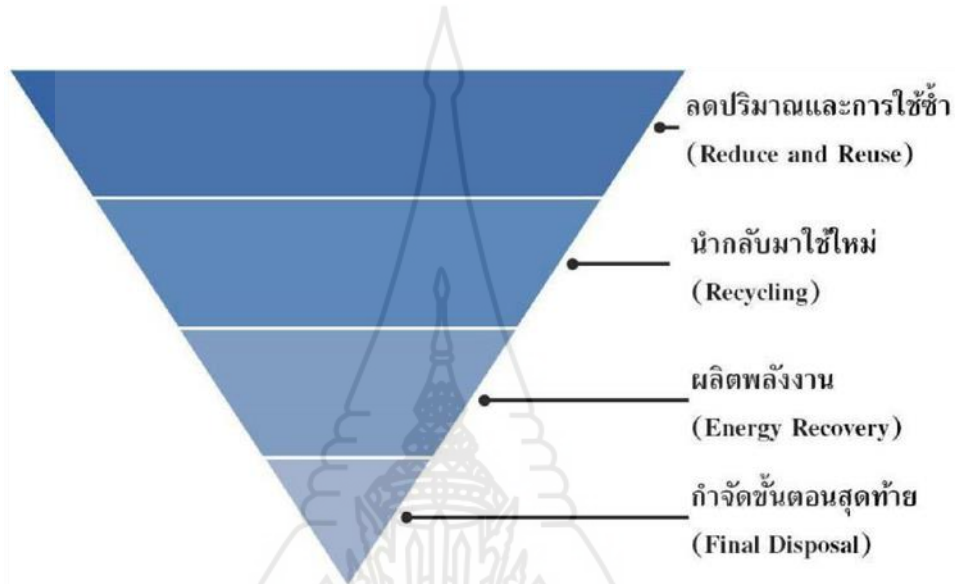 ลดปริมาณและการใช้ซ้ำ
(Reduce and Reuse)
นำกลับมาใช้ใหม่
(Recycling)
ผลิตพลังงาน
(Energy Recovery)
กำจัดขั้นตอนสุดท้าย
(Final Disposal)